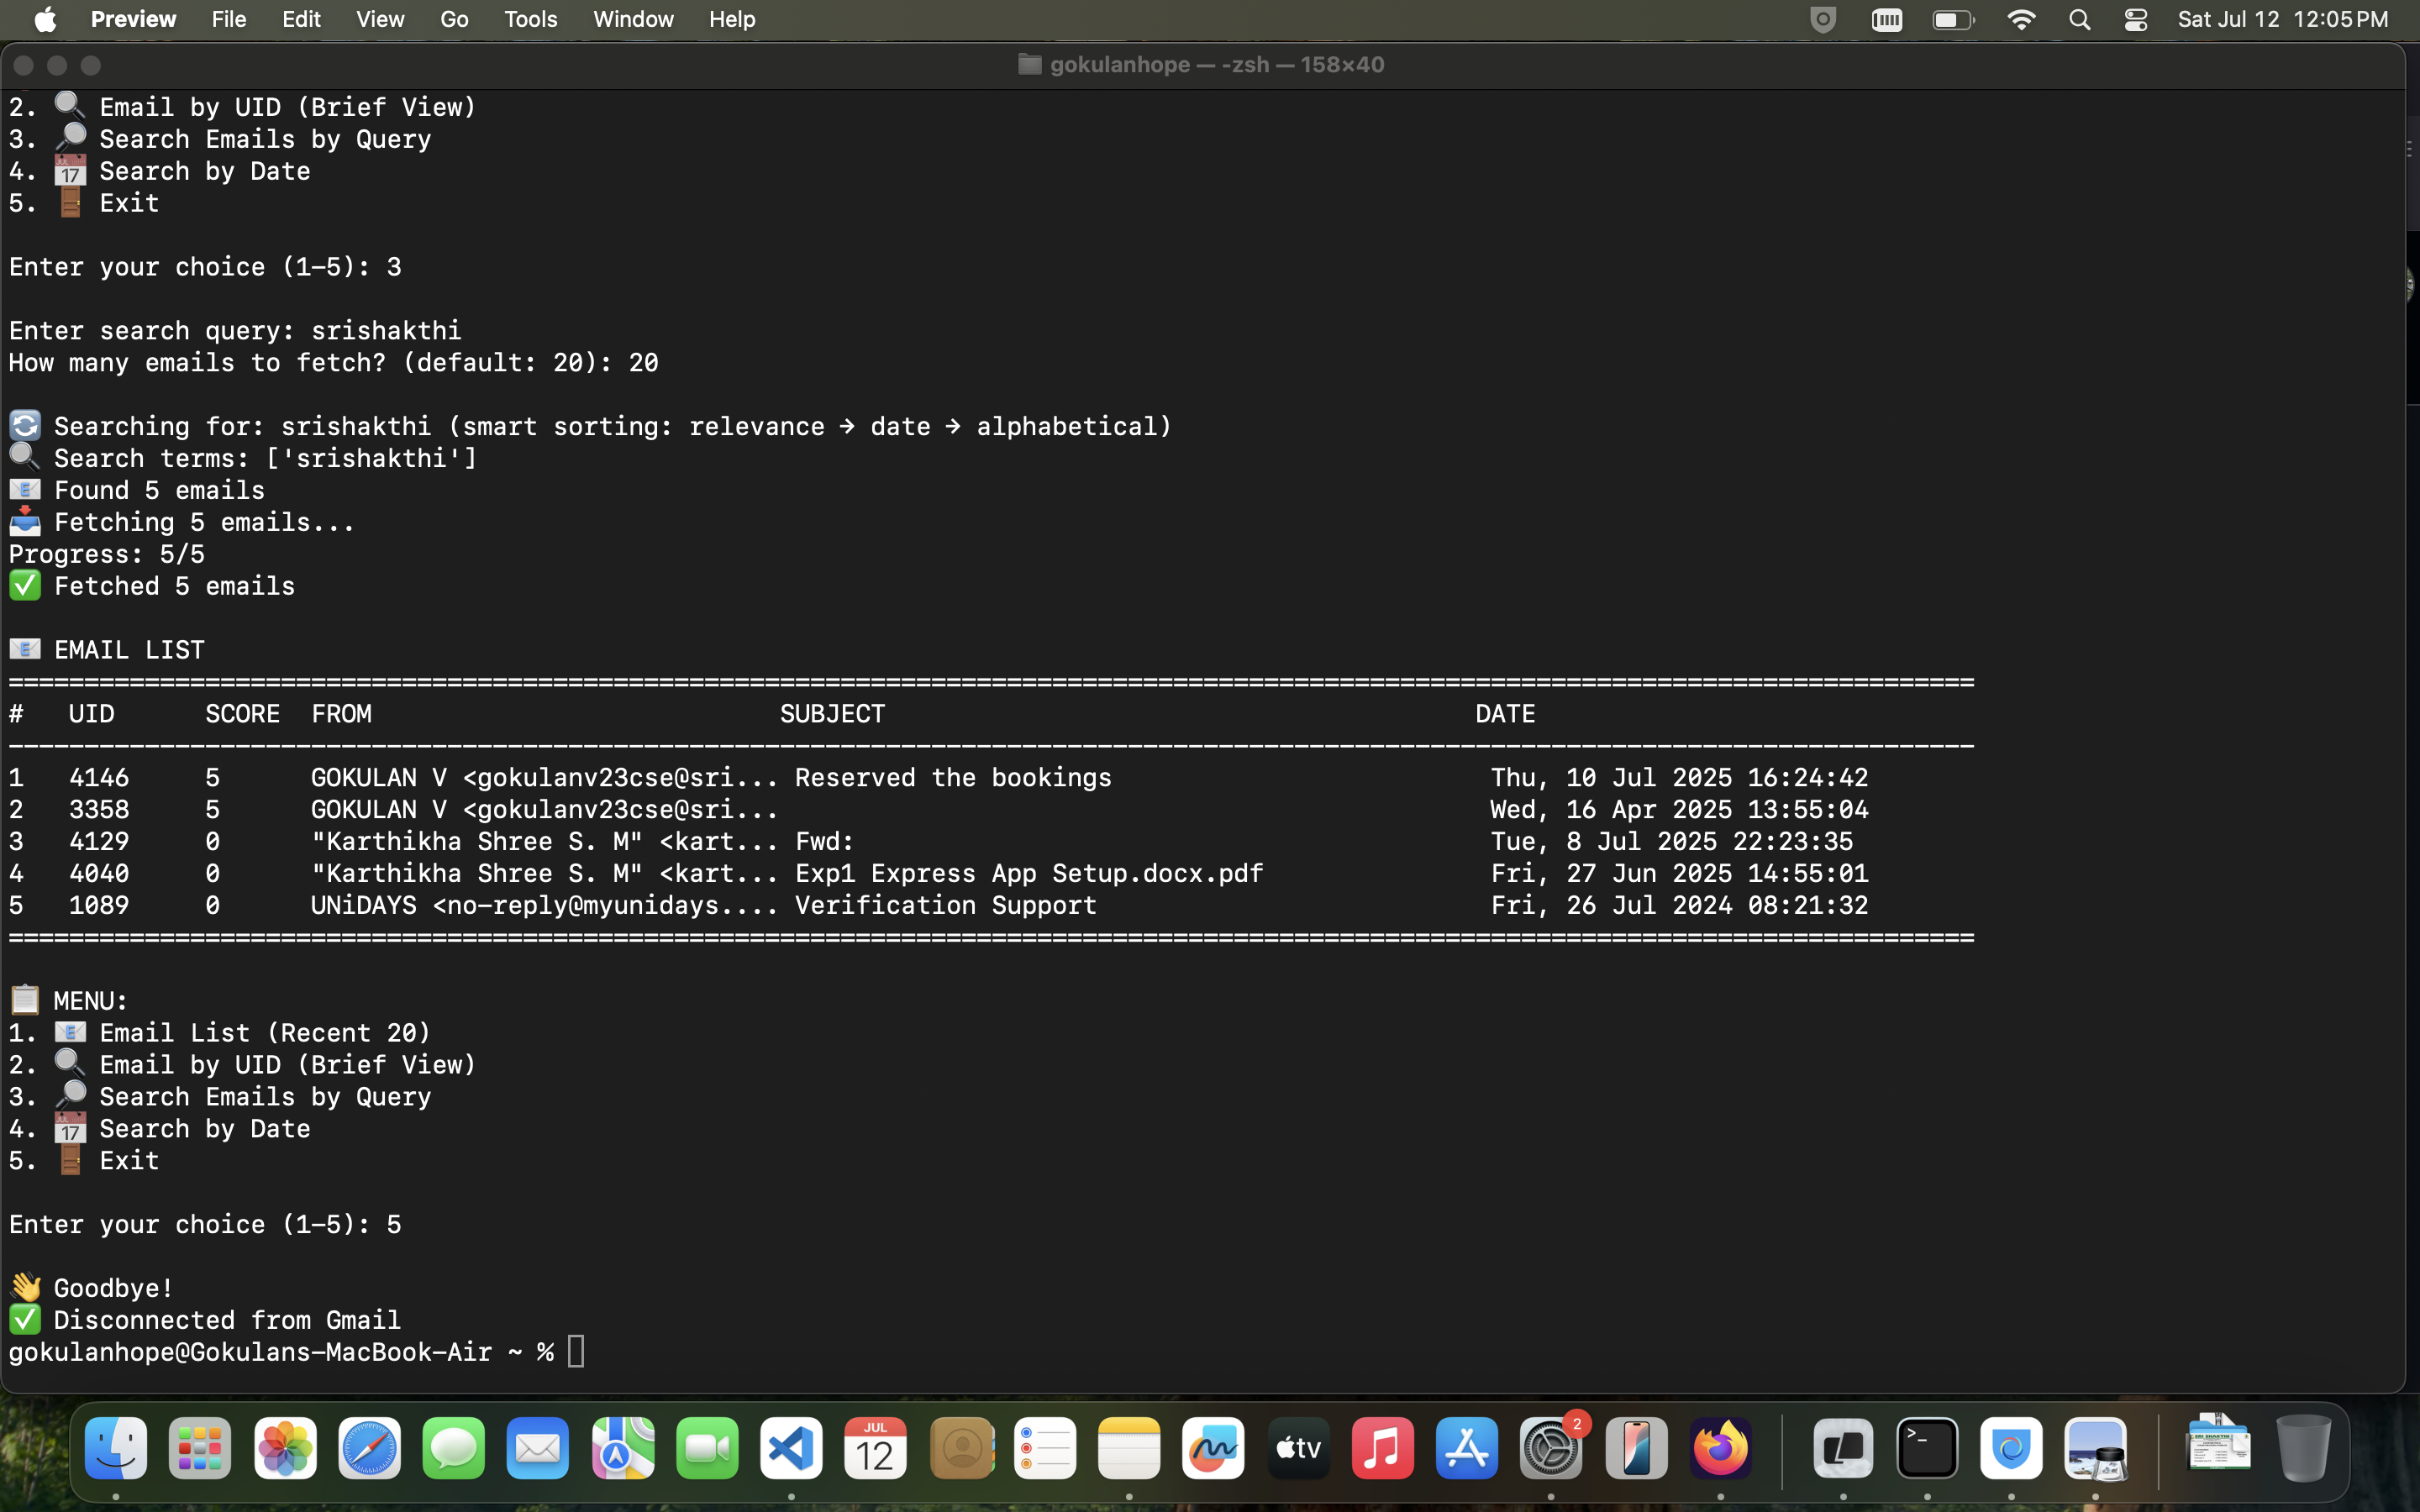 Preview File Edit View Go Tools Window Help Sat Jul 12 12:05 PM
gokulanhope — -zsh — 158×40
2. 🔍 Email by UID (Brief View)
3. 🔎 Search Emails by Query
4. 📅 Search by Date
5. 🚪 Exit
Enter your choice (1-5): 3
Enter search query: srishakthi
How many emails to fetch? (default: 20): 20
🔄 Searching for: srishakthi (smart sorting: relevance → date → alphabetical)
🔍 Search terms: ['srishakthi']
📧 Found 5 emails
📥 Fetching 5 emails...
Progress: 5/5
✅ Fetched 5 emails
📧 EMAIL LIST
# UID SCORE FROM SUBJECT DATE
1 4146 5 GOKULAN V <gokulanv23cse@sri... Reserved the bookings Thu, 10 Jul 2025 16:24:42
2 3358 5 GOKULAN V <gokulanv23cse@sri... Wed, 16 Apr 2025 13:55:04
3 4129 0 "Karthikha Shree S. M" <kart... Fwd: Tue, 8 Jul 2025 22:23:35
4 4040 0 "Karthikha Shree S. M" <kart... Exp1 Express App Setup.docx.pdf Fri, 27 Jun 2025 14:55:01
5 1089 0 UNiDAYS <no-reply@myunidays.... Verification Support Fri, 26 Jul 2024 08:21:32
📋 MENU:
1. 📧 Email List (Recent 20)
2. 🔍 Email by UID (Brief View)
3. 🔎 Search Emails by Query
4. 📅 Search by Date
5. 🚪 Exit
Enter your choice (1-5): 5
👋 Goodbye!
✅ Disconnected from Gmail
gokulanhope@Gokulans-MacBook-Air ~ %
JUL
12
tv
2
>_